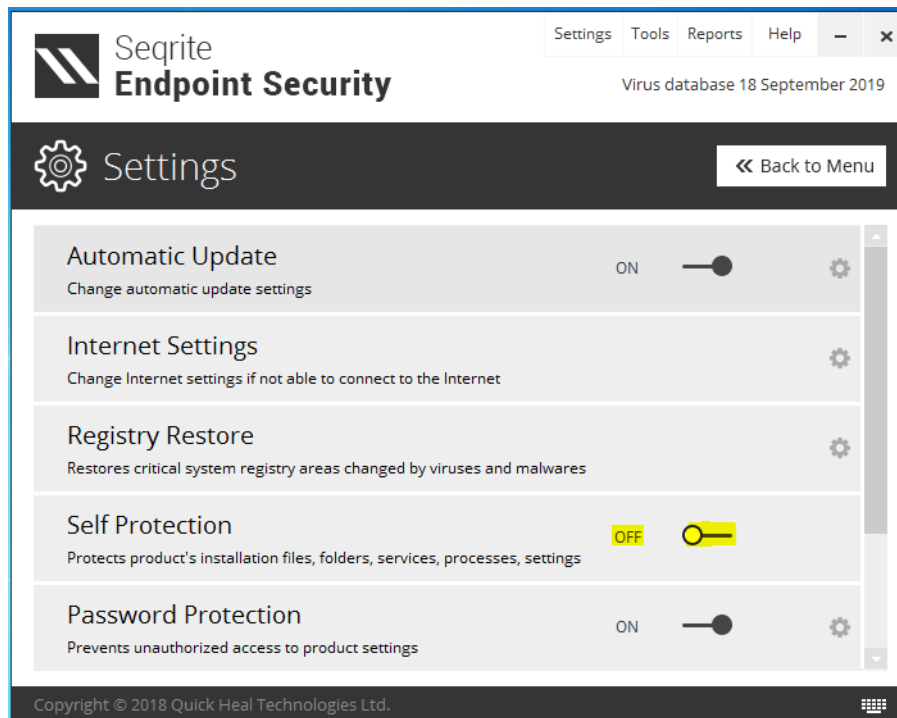 Settings Tools Reports Help
Seqrite
Endpoint Security
Virus database 18 September 2019
Settings
Back to Menu
Automatic Update
ON
Change automatic update settings
Internet Settings
Change Internet settings if not able to connect to the Internet
Registry Restore
Restores critical system registry areas changed by viruses and malwares
Self Protection
OFF
Protects product's installation files, folders, services, processes, settings
Password Protection
ON
Prevents unauthorized access to product settings
Copyright © 2018 Quick Heal Technologies Ltd.